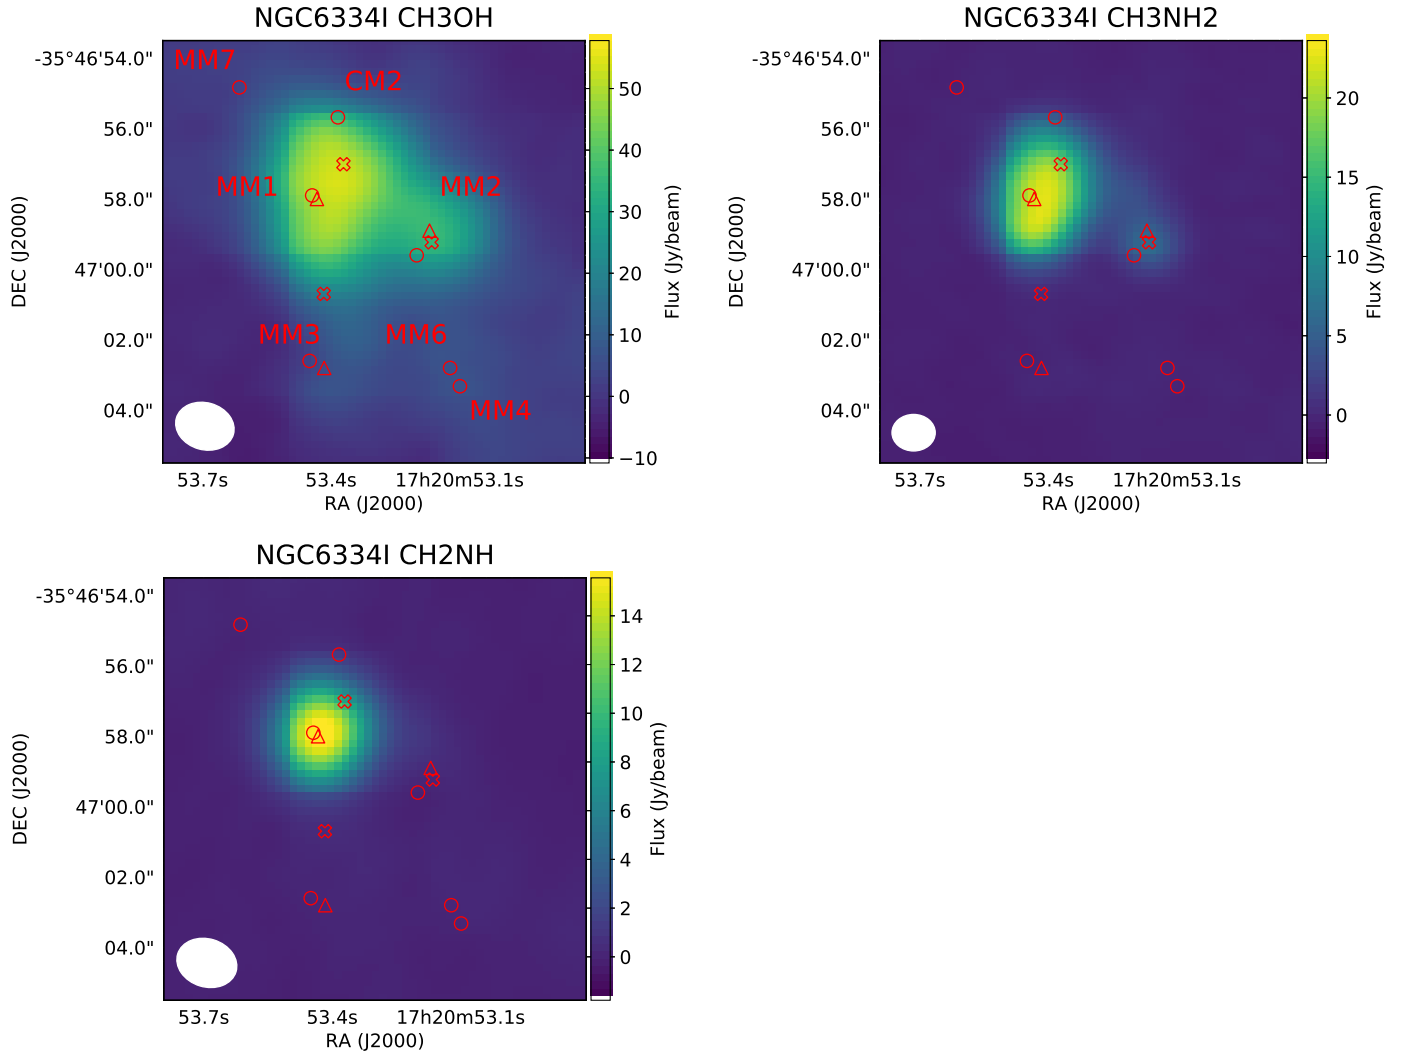 NGC6334I CH3OH
-35°46'54.0"
56.0"
58.0"
47'00.0"
02.0"
04.0"
DEC (J2000)
MM7
CM2
MM1
MM2
MM3
MM6
MM4
53.7s
53.4s
17h20m53.1s
RA (J2000)
50
40
30
20
10
0
−10
Flux (Jy/beam)
NGC6334I CH3NH2
-35°46'54.0"
56.0"
58.0"
47'00.0"
02.0"
04.0"
DEC (J2000)
53.7s
53.4s
17h20m53.1s
RA (J2000)
20
15
10
5
0
Flux (Jy/beam)
NGC6334I CH2NH
-35°46'54.0"
56.0"
58.0"
47'00.0"
02.0"
04.0"
DEC (J2000)
53.7s
53.4s
17h20m53.1s
RA (J2000)
14
12
10
8
6
4
2
0
Flux (Jy/beam)